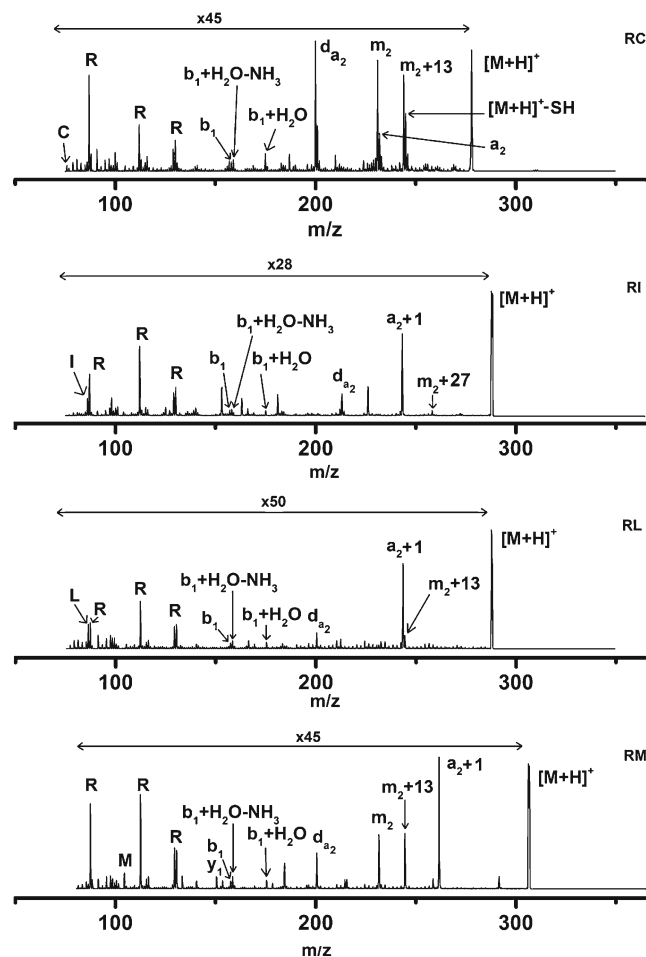 x45
RC
R
d a₂
m₂
m₂+13
[M+H]⁺
b₁+H₂O-NH₃
R
R
b₁
b₁+H₂O
[M+H]⁺-SH
a₂
C
100 200 300
m/z
x28
RI
[M+H]⁺
a₂+1
b₁+H₂O-NH₃
R
I
R
R
b₁
b₁+H₂O
d a₂
m₂+27
100 200 300
m/z
x50
RL
[M+H]⁺
a₂+1
b₁+H₂O-NH₃
m₂+13
L
R
R
R
b₁
b₁+H₂O
d a₂
100 200 300
m/z
x45
RM
a₂+1
[M+H]⁺
R
R
m₂+13
b₁+H₂O-NH₃
m₂
R
b₁+H₂O
d a₂
M
b₁
y₁
100 200 300
m/z